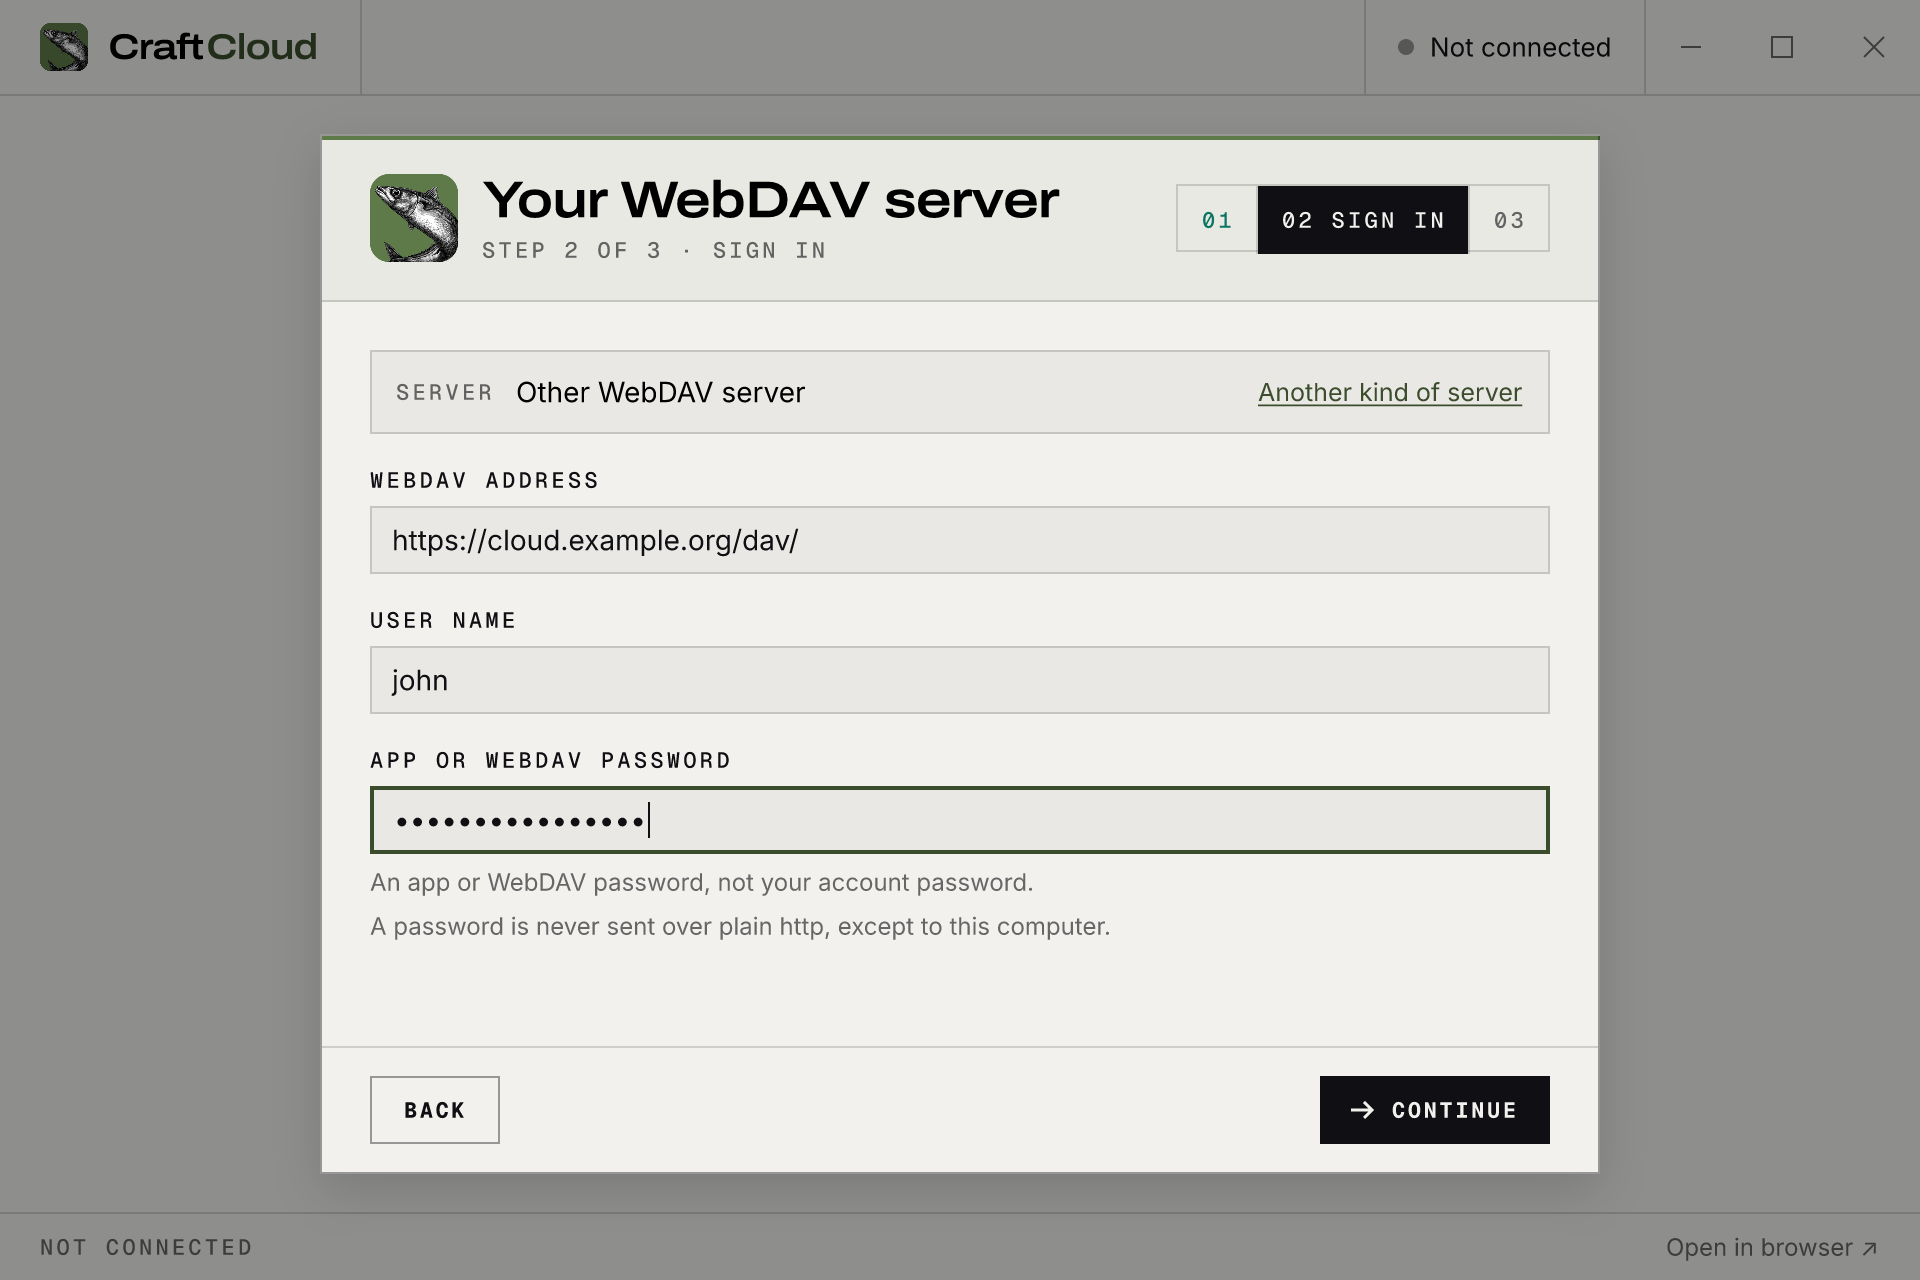 CraftCloud
Not connected
Your WebDAV server
STEP 2 OF 3 · SIGN IN
01
02 SIGN IN
03
SERVER
Other WebDAV server
Another kind of server
WEBDAV ADDRESS
https://cloud.example.org/dav/
USER NAME
john
APP OR WEBDAV PASSWORD
••••••••••••••••
An app or WebDAV password, not your account password.
A password is never sent over plain http, except to this computer.
BACK
→ CONTINUE
NOT CONNECTED
Open in browser ↗